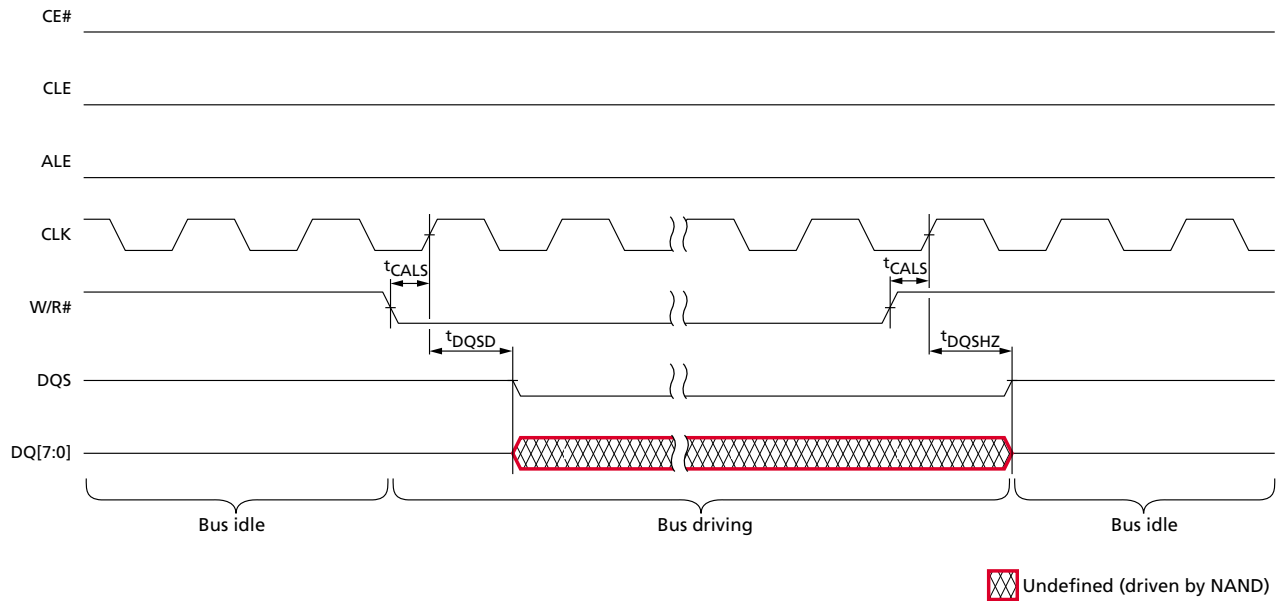 CE#
CLE
ALE
CLK
tCALS tCALS
W/R#
tDQSD tDQSHZ
DQS
DQ[7:0]
Bus idle Bus driving Bus idle
Undefined (driven by NAND)